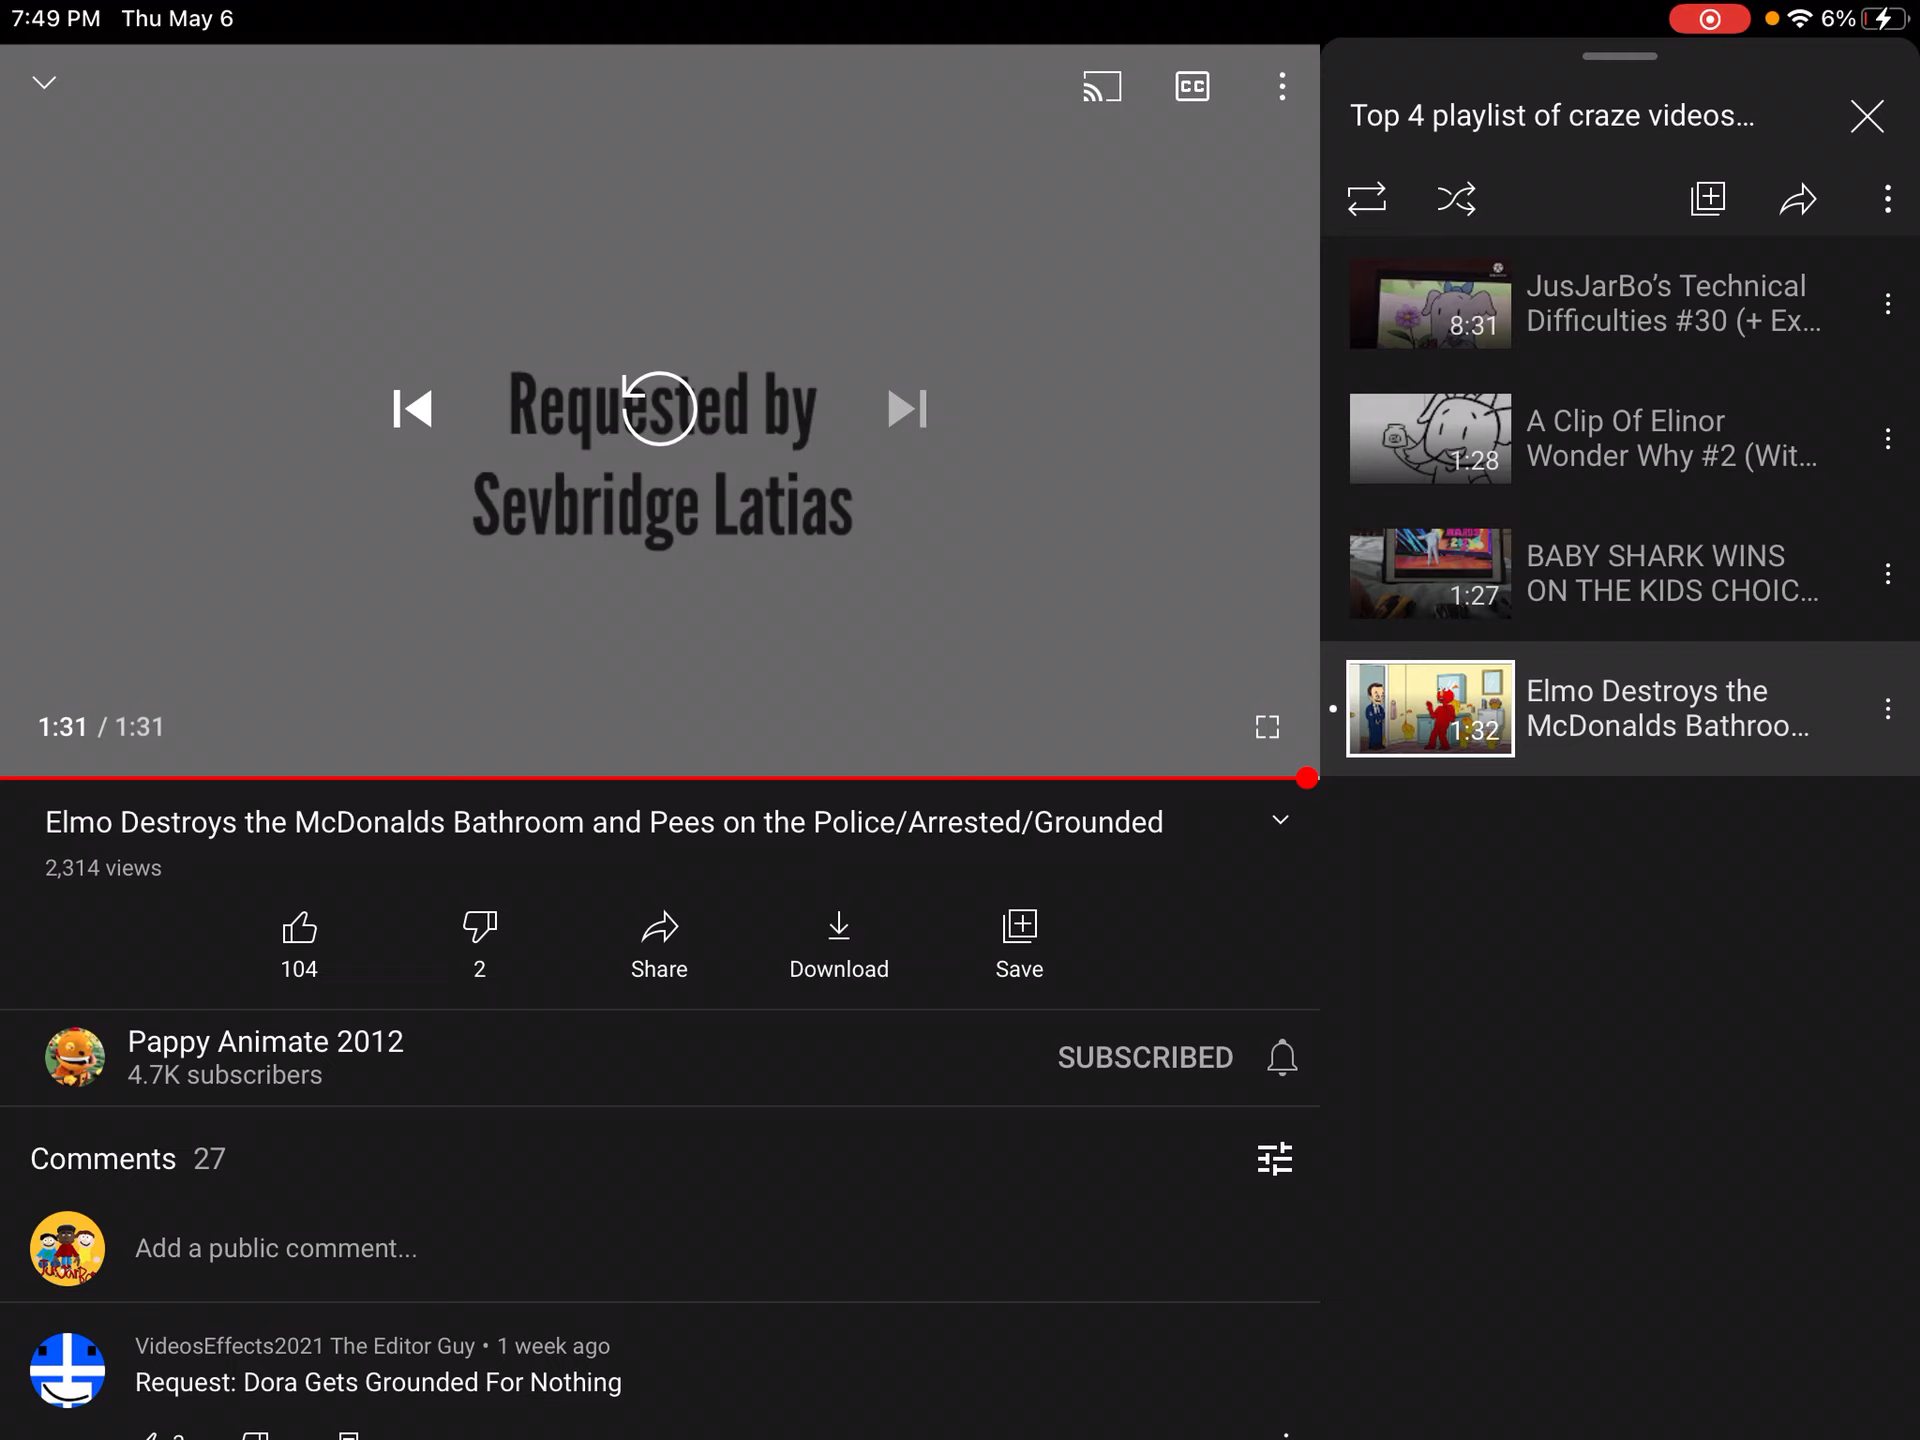 7:49 PM Thu May 6
6%
CC
Requested by
Sevbridge Latias
1:31 / 1:31
Elmo Destroys the McDonalds Bathroom and Pees on the Police/Arrested/Grounded
2,314 views
104
2
Share
Download
Save
Pappy Animate 2012
4.7K subscribers
SUBSCRIBED
Comments 27
Add a public comment...
VideosEffects2021 The Editor Guy • 1 week ago
Request: Dora Gets Grounded For Nothing
Top 4 playlist of craze videos...
8:31
JusJarBo’s Technical
Difficulties #30 (+ Ex...
1:28
A Clip Of Elinor
Wonder Why #2 (Wit...
1:27
BABY SHARK WINS
ON THE KIDS CHOIC...
1:32
Elmo Destroys the
McDonalds Bathroo...